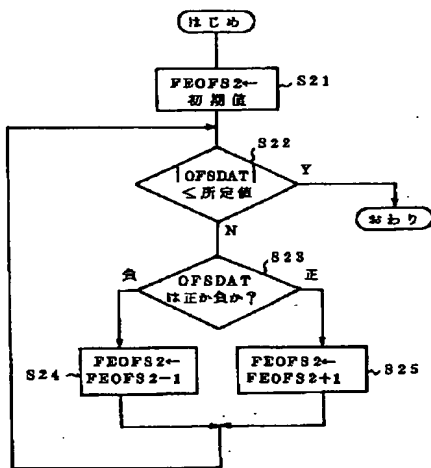 はじめ
FEOFS2←
初期値
S21
|OFSDAT|
≦所定値
S22
Y
おわり
N
OFSDAT
は正か負か?
S23
負
正
FEOFS2←
FEOFS2-1
S24
FEOFS2←
FEOFS2+1
S25